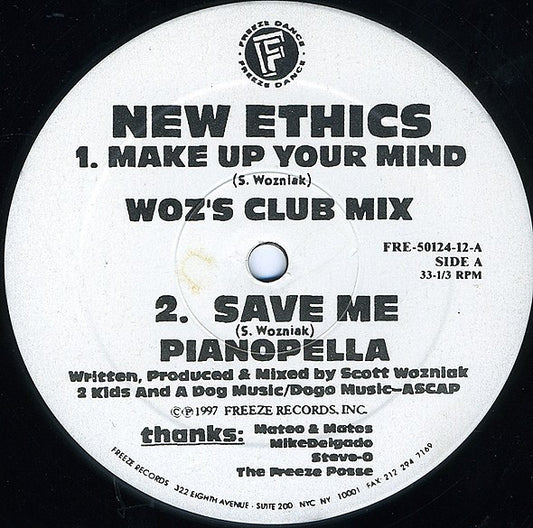 FREEZE DANCE · FREEZE DANCE ·
F
NEW ETHICS
1. MAKE UP YOUR MIND
(S. Wozniak)
WOZ'S CLUB MIX
FRE-50124-12-A
SIDE A
33-1/3 RPM
2. SAVE ME
(S. Wozniak)
PIANOPELLA
Written, Produced & Mixed by Scott Wozniak
2 Kids And A Dog Music/Dogo Music-ASCAP
©℗1997 FREEZE RECORDS, INC.
thanks: Mateo & Matos
MikeDelgado
Steve-O
The Freeze Posse
FREEZE RECORDS 322 EIGHTH AVENUE · SUITE 200 NYC NY 10001 FAX 212 294 7169